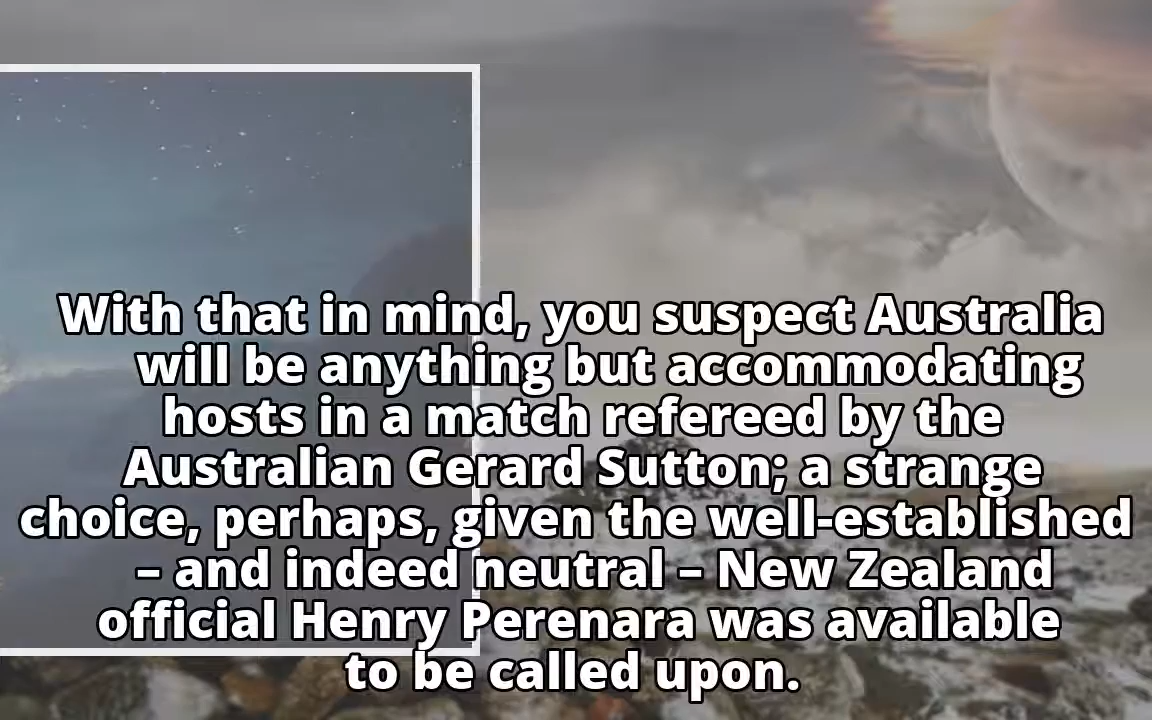 With that in mind, you suspect Australia
will be anything but accommodating
hosts in a match refereed by the
Australian Gerard Sutton; a strange
choice, perhaps, given the well-established
– and indeed neutral – New Zealand
official Henry Perenara was available
to be called upon.